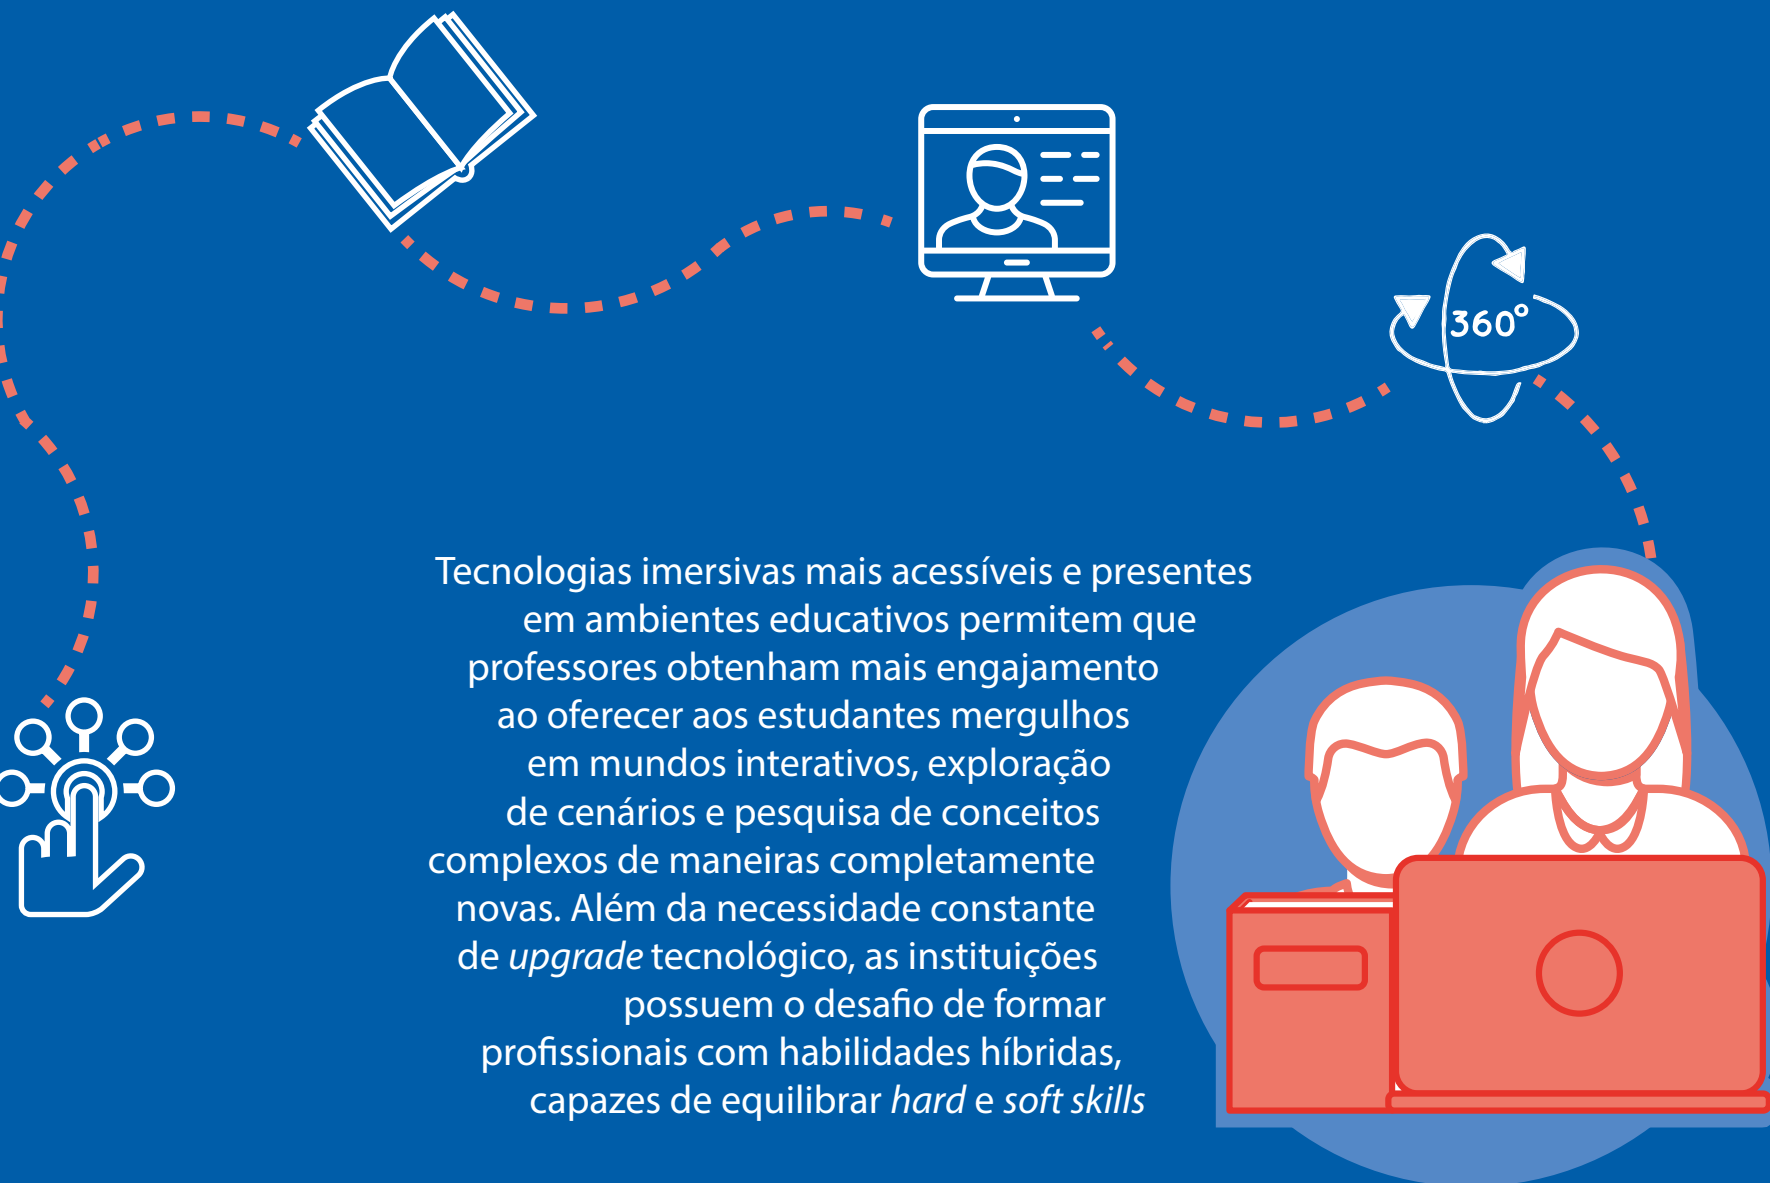 360°
Tecnologias imersivas mais acessíveis e presentes
em ambientes educativos permitem que
professores obtenham mais engajamento
ao oferecer aos estudantes mergulhos
em mundos interativos, exploração
de cenários e pesquisa de conceitos
complexos de maneiras completamente
novas. Além da necessidade constante
de upgrade tecnológico, as instituições
possuem o desafio de formar
profissionais com habilidades híbridas,
capazes de equilibrar hard e soft skills